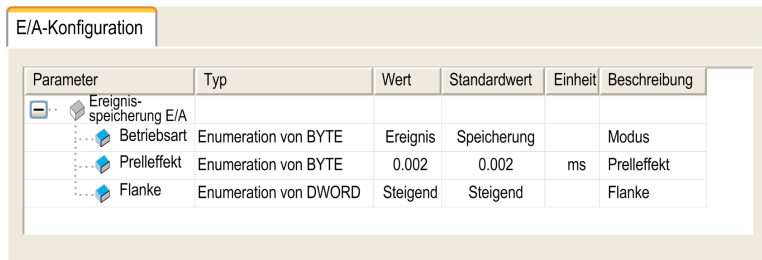 E/A-Konfiguration
Parameter Typ Wert Standardwert Einheit Beschreibung
Ereignis-
speicherung E/A
Betriebsart Enumeration von BYTE Ereignis Speicherung Modus
Prelleffekt Enumeration von BYTE 0.002 0.002 ms Prelleffekt
Flanke Enumeration von DWORD Steigend Steigend Flanke